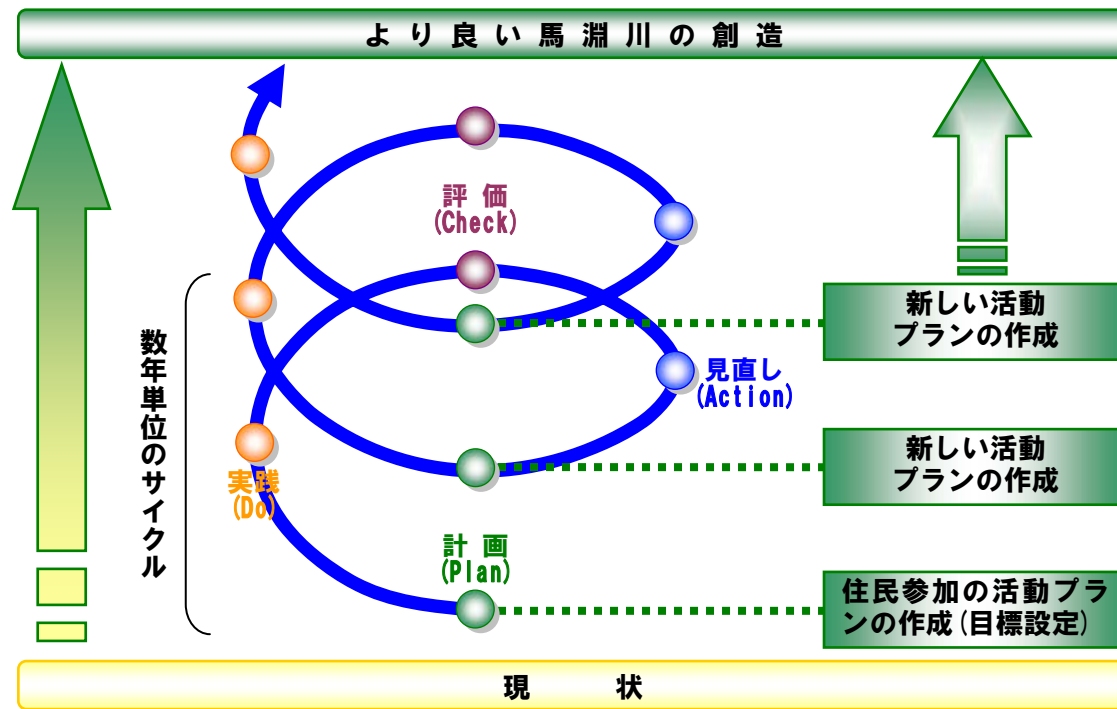 より良い馬淵川の創造
評価
(Check)
新しい活動
プランの作成
見直し
(Action)
数年単位のサイクル
新しい活動
プランの作成
実践
(Do)
計画
(Plan)
住民参加の活動プラ
ンの作成(目標設定)
現 状